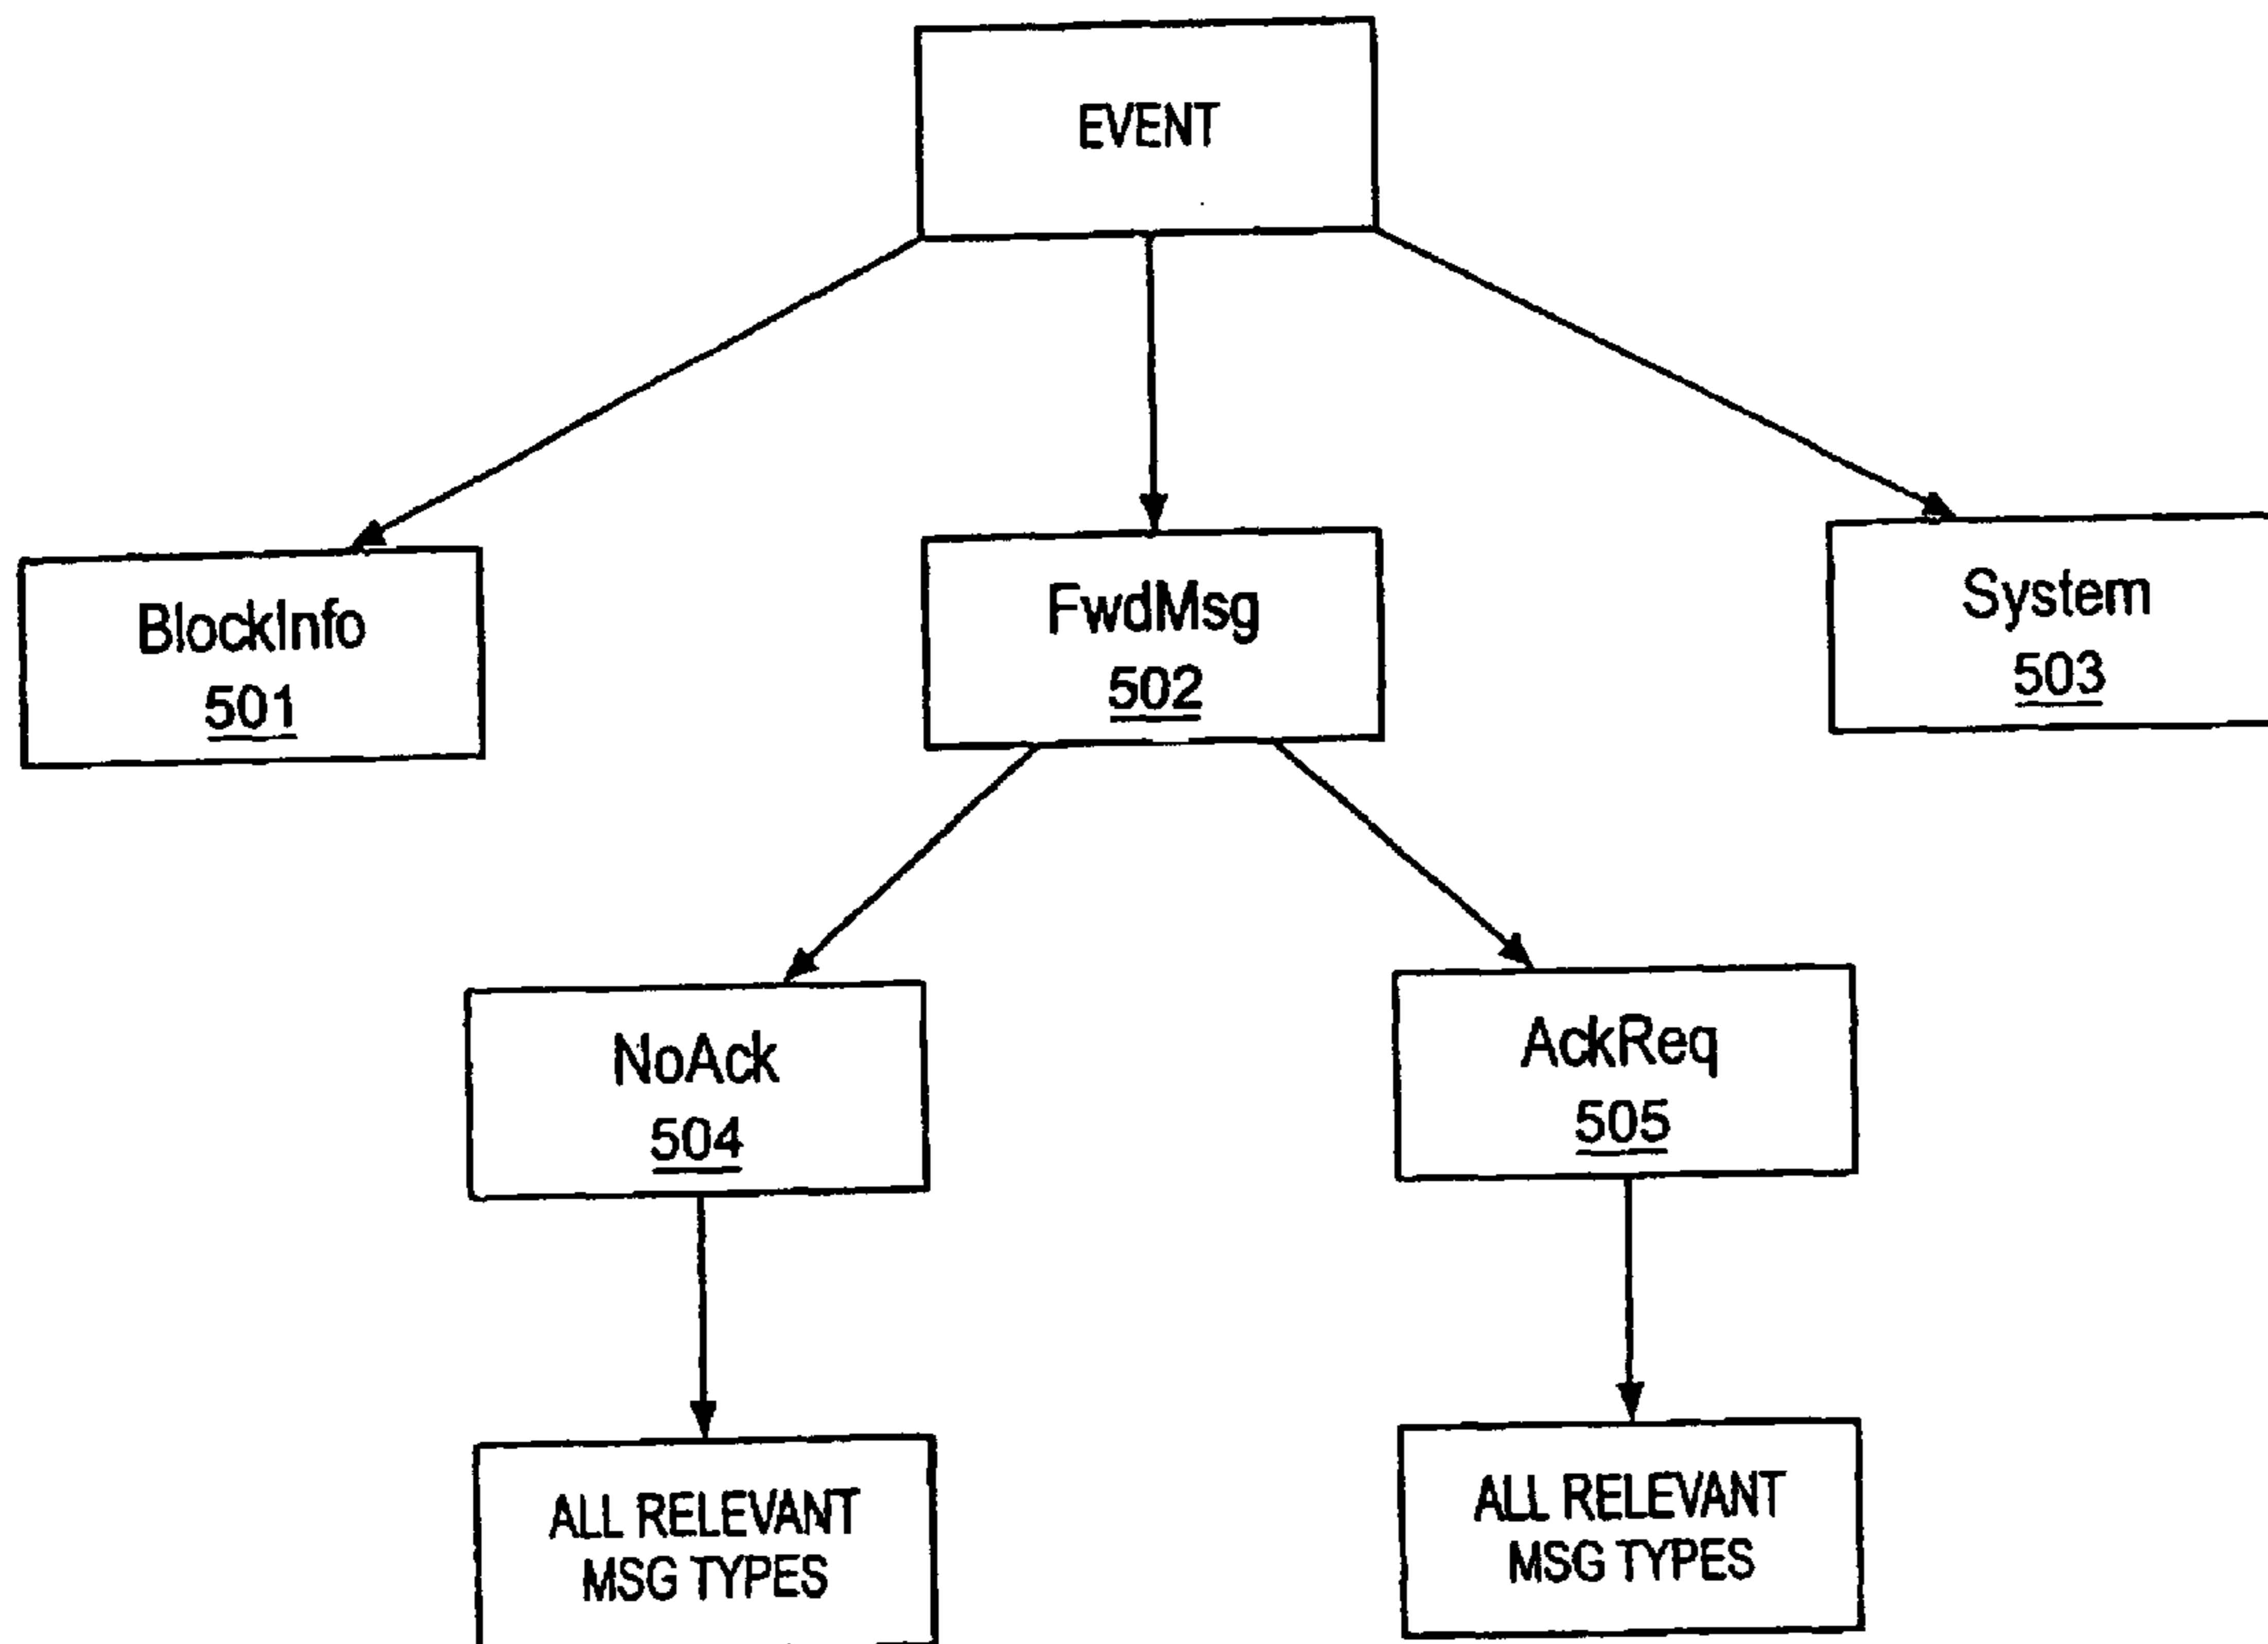 EVENT
BlockInfo
501
FwdMsg
502
System
503
NoAck
504
AckReq
505
ALL RELEVANT
MSG TYPES
ALL RELEVANT
MSG TYPES